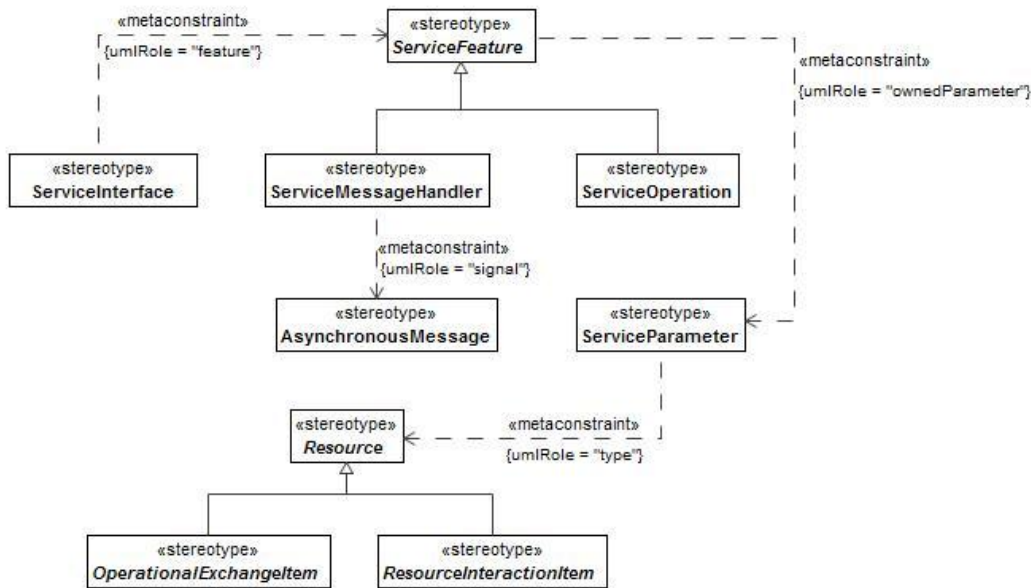 «metaconstraint»
{umlRole = "feature"}
«stereotype»
ServiceFeature
«metaconstraint»
{umlRole = "ownedParameter"}
«stereotype»
ServiceInterface
«stereotype»
ServiceMessageHandler
«stereotype»
ServiceOperation
«metaconstraint»
{umlRole = "signal"}
«stereotype»
AsynchronousMessage
«stereotype»
ServiceParameter
«stereotype»
Resource
«metaconstraint»
{umlRole = "type"}
«stereotype»
OperationalExchangeItem
«stereotype»
ResourceInteractionItem